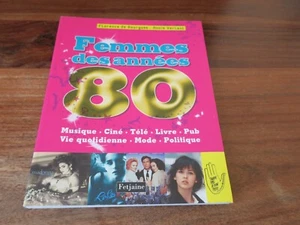 Femmes
des années
80
Musique • Ciné • Télé • Livre • Pub
Vie quotidienne • Mode • Politique
Fetjaine